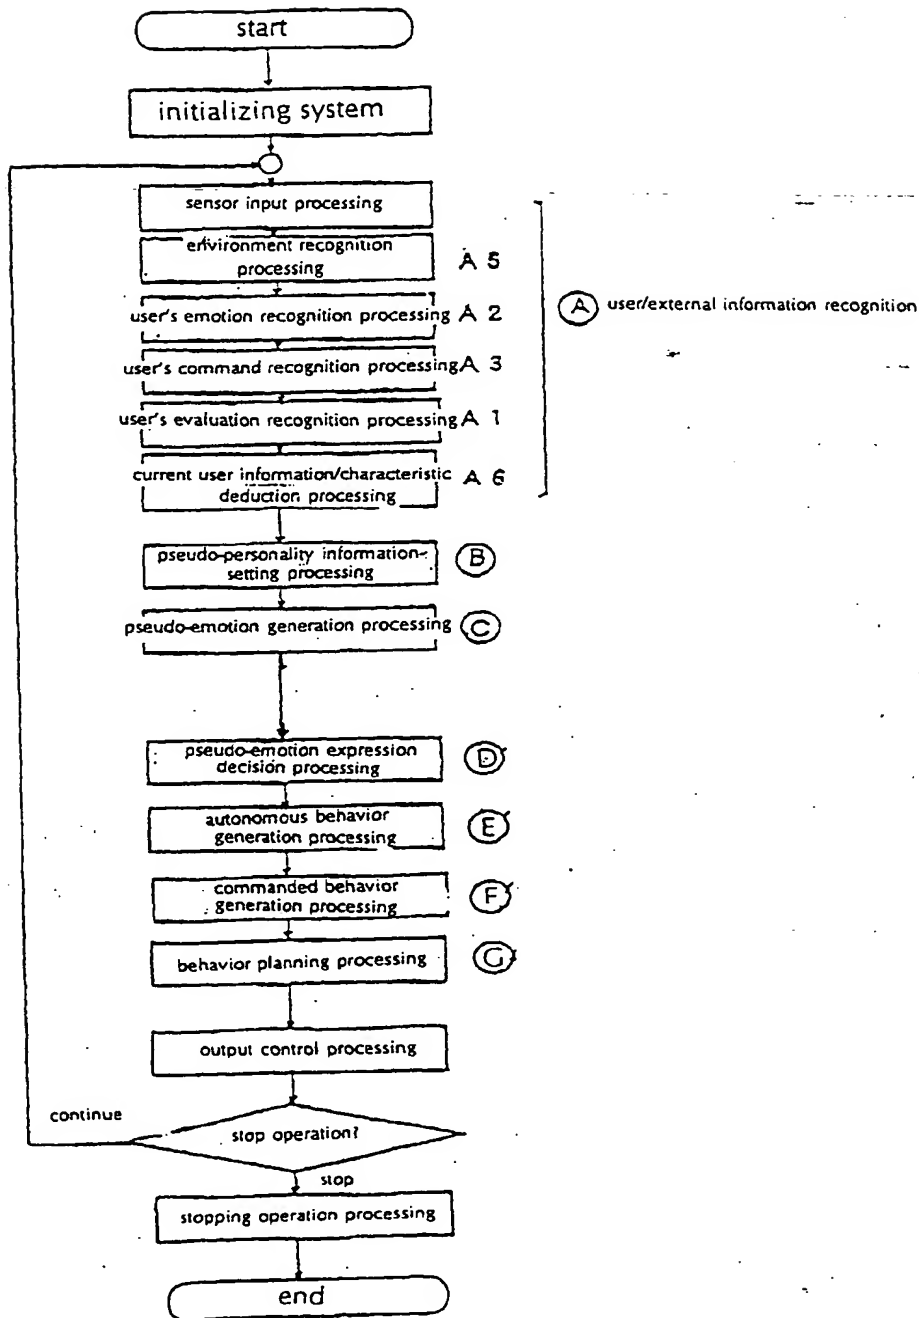 start
initializing system
sensor input processing
environment recognition
processing
A 5
user's emotion recognition processing A 2
user's command recognition processing A 3
user's evaluation recognition processing A 1
current user information/characteristic
deduction processing
A 6
A user/external information recognition
pseudo-personality information-
setting processing
B
pseudo-emotion generation processing
C
pseudo-emotion expression
decision processing
D
autonomous behavior
generation processing
E
commanded behavior
generation processing
F
behavior planning processing
G
output control processing
continue
stop operation?
stop
stopping operation processing
end